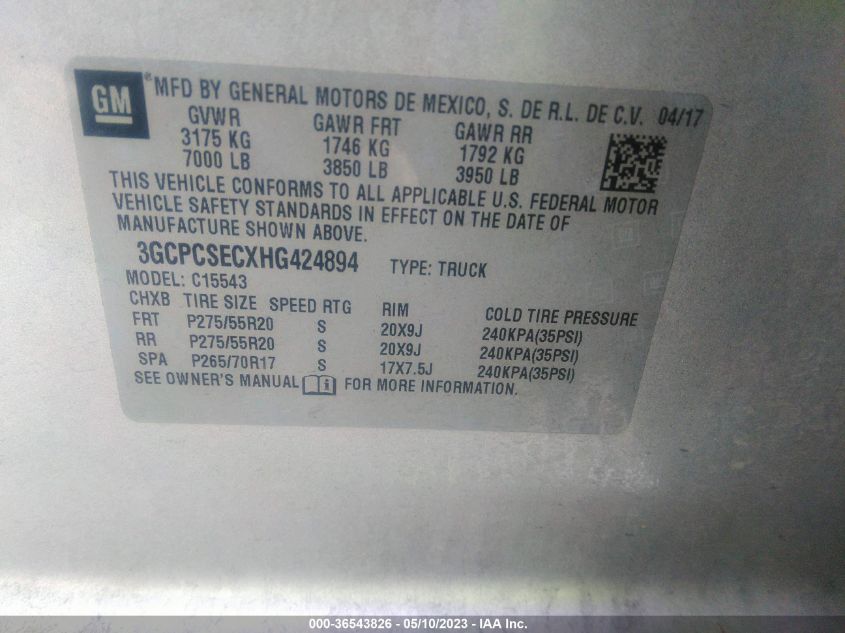 GM ® MFD BY GENERAL MOTORS DE MEXICO, S. DE R.L. DE C.V. 04/17
GVWR GAWR FRT GAWR RR
3175 KG 1746 KG 1792 KG
7000 LB 3850 LB 3950 LB
THIS VEHICLE CONFORMS TO ALL APPLICABLE U.S. FEDERAL MOTOR
VEHICLE SAFETY STANDARDS IN EFFECT ON THE DATE OF
MANUFACTURE SHOWN ABOVE.
3GCPCSECXHG424894 TYPE: TRUCK
MODEL: C15543
CHXB TIRE SIZE SPEED RTG RIM COLD TIRE PRESSURE
FRT P275/55R20 S 20X9J 240KPA(35PSI)
RR P275/55R20 S 20X9J 240KPA(35PSI)
SPA P265/70R17 S 17X7.5J 240KPA(35PSI)
SEE OWNER'S MANUAL i FOR MORE INFORMATION.
000-36543826 - 05/10/2023 - © IAA Inc.